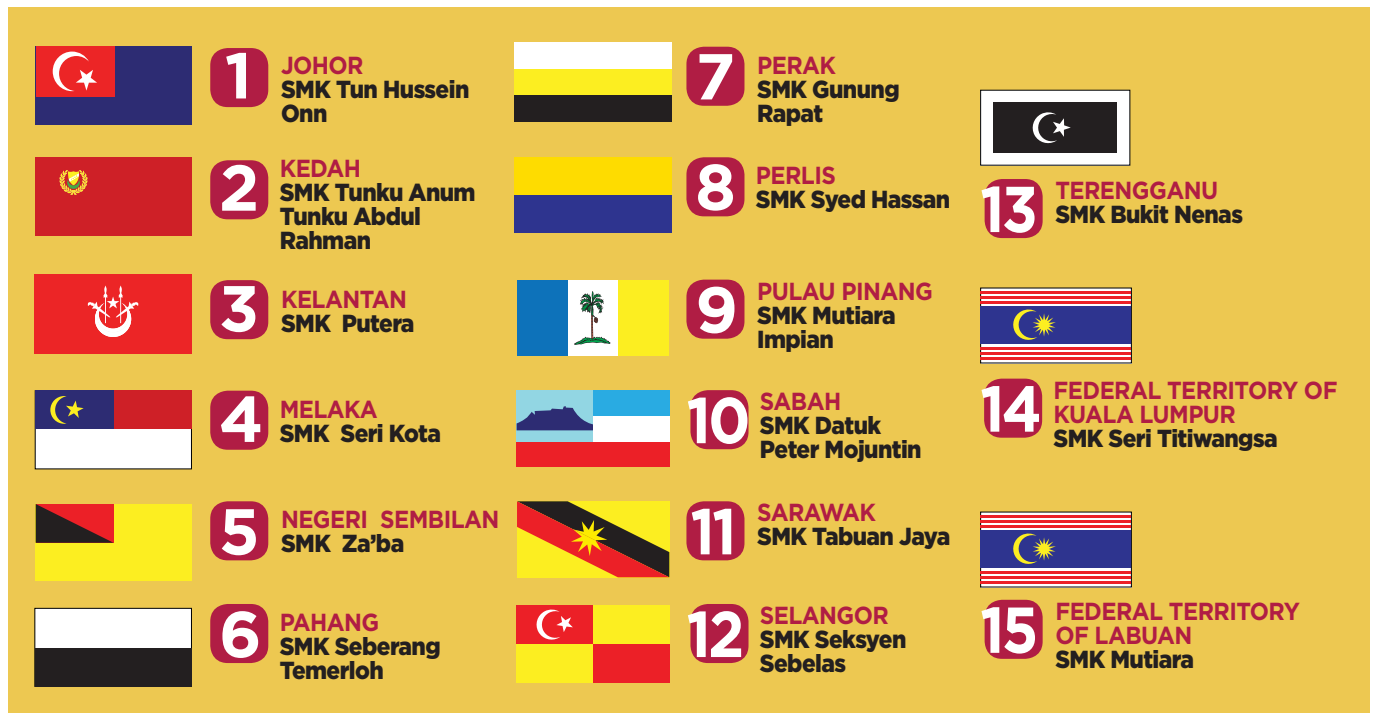 1
JOHOR
SMK Tun Hussein
Onn
2
KEDAH
SMK Tunku Anum
Tunku Abdul
Rahman
3
KELANTAN
SMK Putera
4
MELAKA
SMK Seri Kota
5
NEGERI SEMBILAN
SMK Za’ba
6
PAHANG
SMK Seberang
Temerloh
7
PERAK
SMK Gunung
Rapat
8
PERLIS
SMK Syed Hassan
9
PULAU PINANG
SMK Mutiara
Impian
10
SABAH
SMK Datuk
Peter Mojuntin
11
SARAWAK
SMK Tabuan Jaya
12
SELANGOR
SMK Seksyen
Sebelas
13
TERENGGANU
SMK Bukit Nenas
14
FEDERAL TERRITORY OF
KUALA LUMPUR
SMK Seri Titiwangsa
15
FEDERAL TERRITORY
OF LABUAN
SMK Mutiara